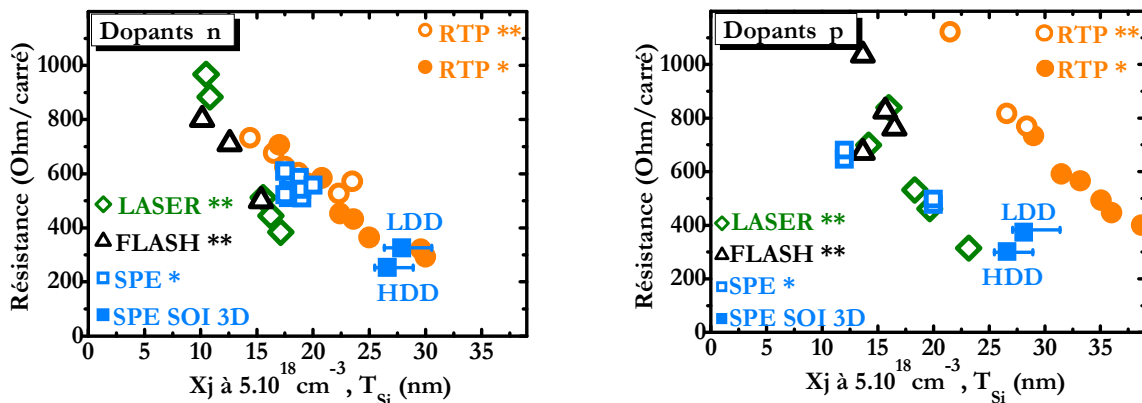 Dopants n
RTP **
RTP *
1000
800
600
400
200
0
Résistance (Ohm/carré)
LASER **
FLASH **
SPE *
SPE SOI 3D
LDD
HDD
0 5 10 15 20 25 30 35
Xj à 5.10^18 cm^-3, T_Si (nm)
Dopants p
RTP **
RTP *
1000
800
600
400
200
0
Résistance (Ohm/carré)
LASER **
FLASH **
SPE *
SPE SOI 3D
LDD
HDD
0 5 10 15 20 25 30 35
Xj à 5.10^18 cm^-3, T_Si (nm)